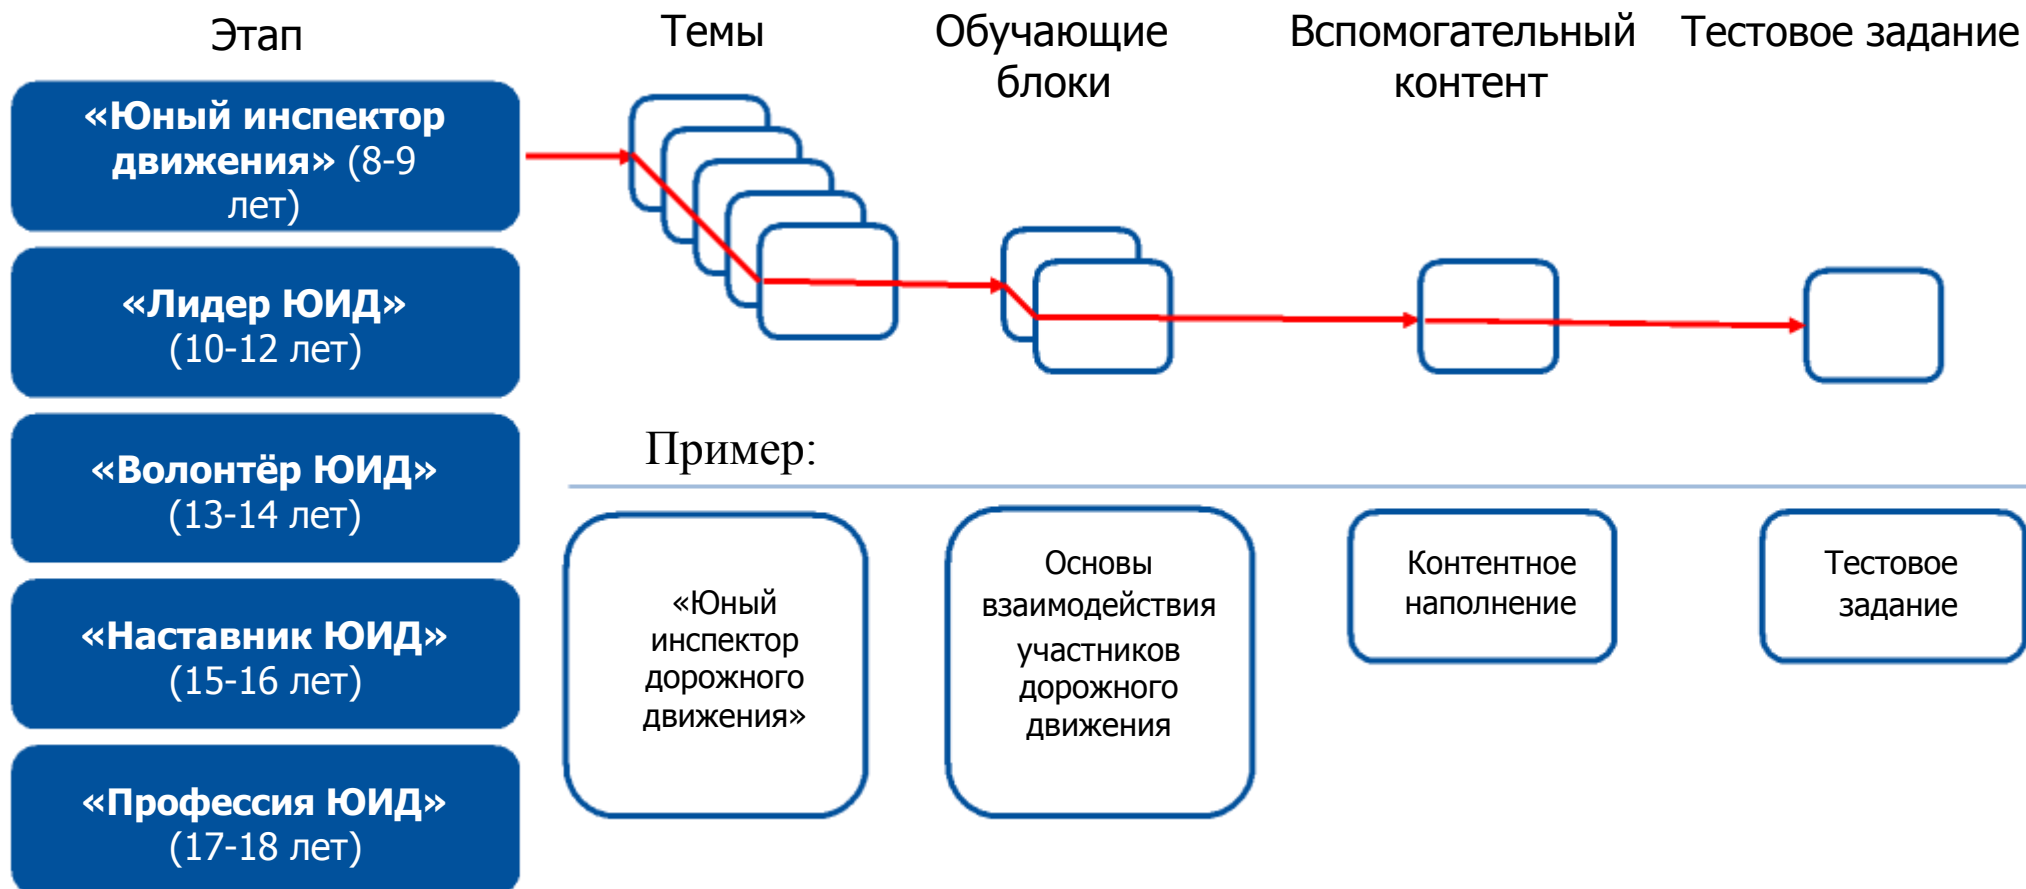 Этап
Темы
Обучающие
блоки
Вспомогательный
контент
Тестовое задание
«Юный инспектор
движения» (8-9
лет)
«Лидер ЮИД»
(10-12 лет)
«Волонтёр ЮИД»
(13-14 лет)
«Наставник ЮИД»
(15-16 лет)
«Профессия ЮИД»
(17-18 лет)
Пример:
«Юный
инспектор
дорожного
движения»
Основы
взаимодействия
участников
дорожного
движения
Контентное
наполнение
Тестовое
задание